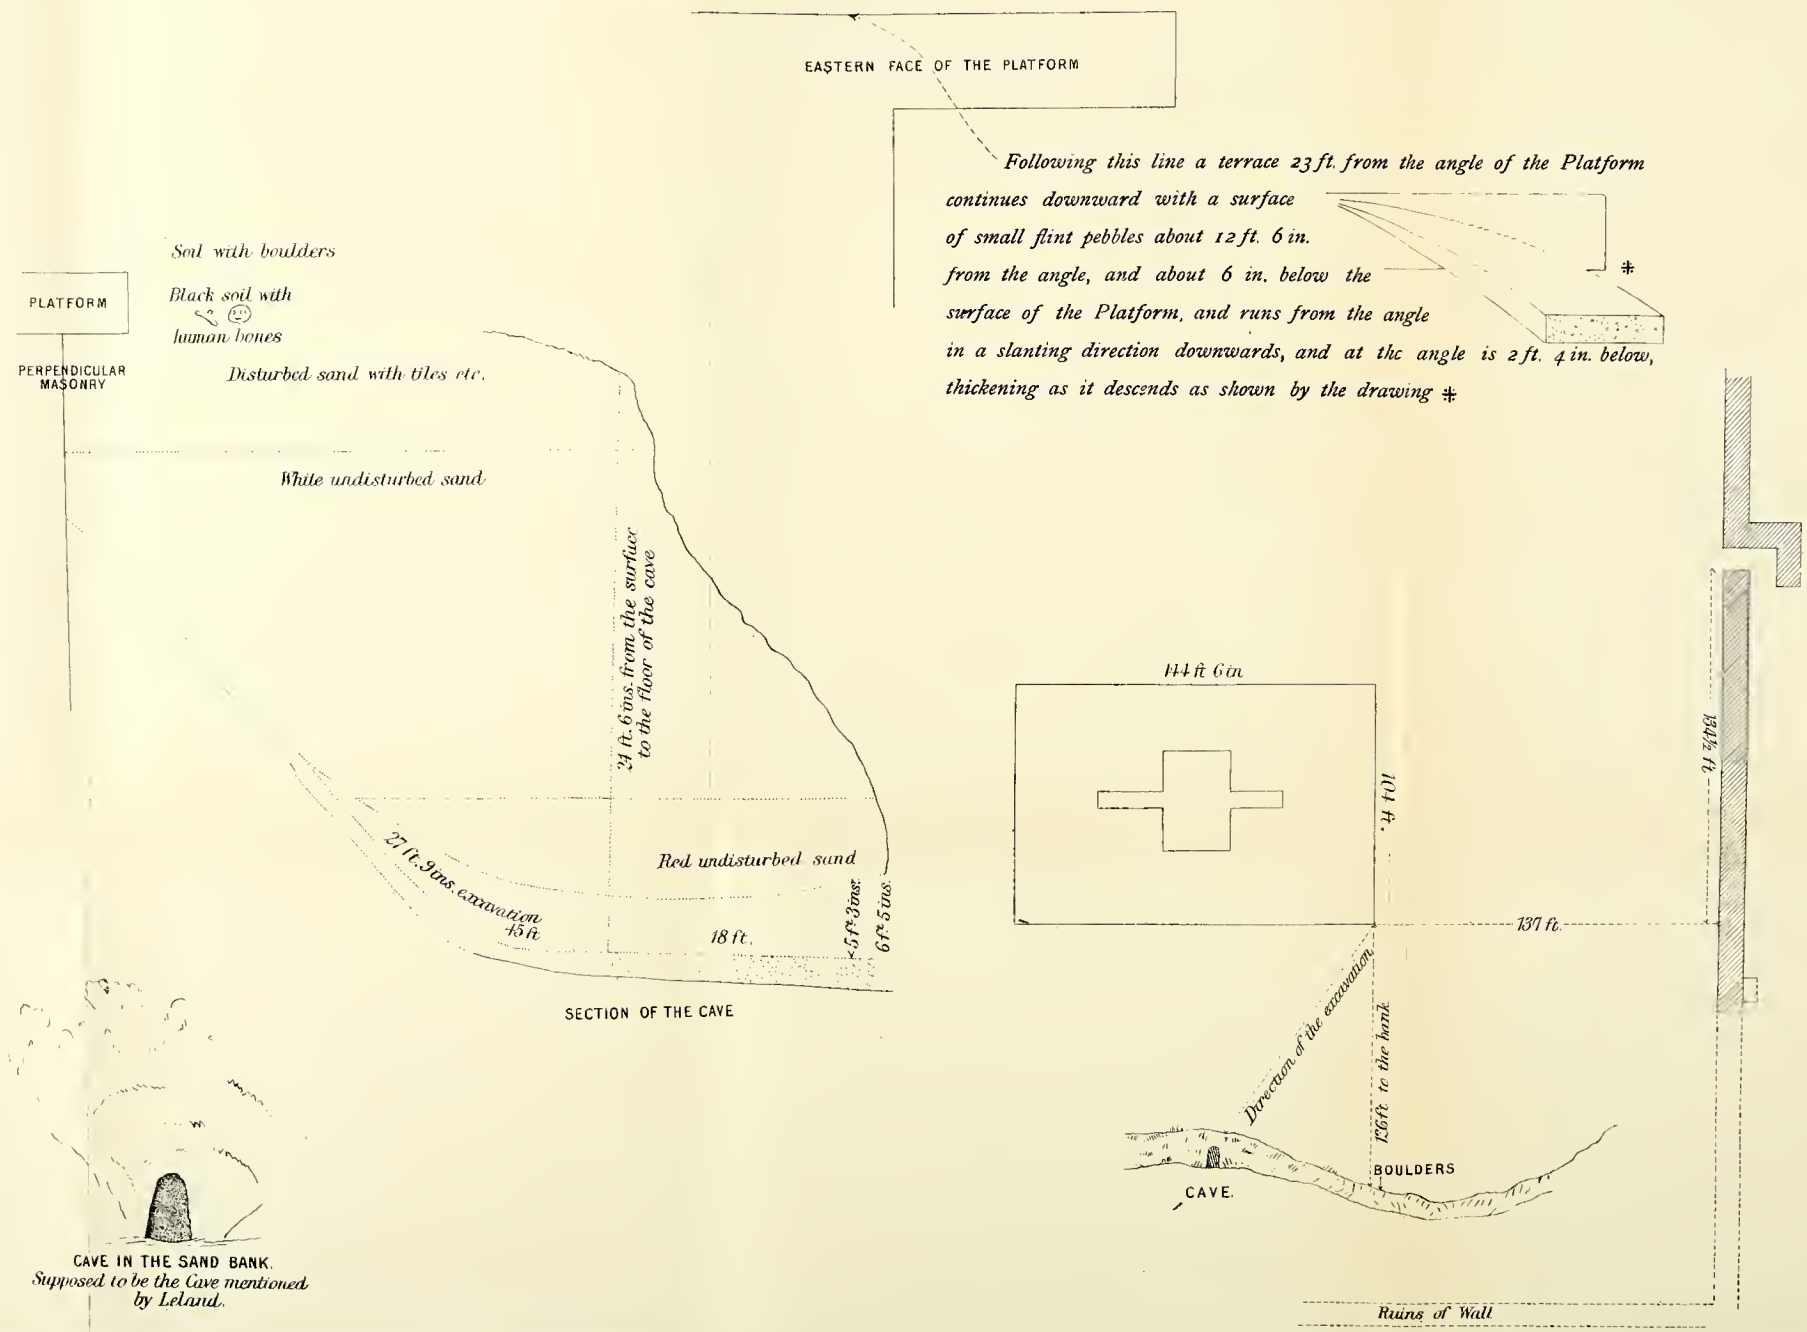 EASTERN FACE OF THE PLATFORM
Following this line a terrace 23 ft. from the angle of the Platform
continues downward with a surface
of small flint pebbles about 12 ft. 6 in.
from the angle, and about 6 in. below the
surface of the Platform, and runs from the angle
in a slanting direction downwards, and at the angle is 2 ft. 4 in. below,
thickening as it descends as shown by the drawing ⁜
⁜
Soil with boulders
Black soil with
human bones
Disturbed sand with tiles etc.
PLATFORM
PERPENDICULAR
MASONRY
White undisturbed sand
21 ft. 6 ins. from the surface
to the floor of the cave
27 ft. 9 ins. excavation
45 ft
18 ft.
Red undisturbed sand
5 ft. 3 ins.
6 ft. 5 ins.
SECTION OF THE CAVE
CAVE IN THE SAND BANK.
Supposed to be the Cave mentioned
by Leland.
144 ft 6 in
104 ft.
134½ ft
137 ft.
Direction of the excavation
136 ft to the bank
BOULDERS
CAVE.
Ruins of Wall